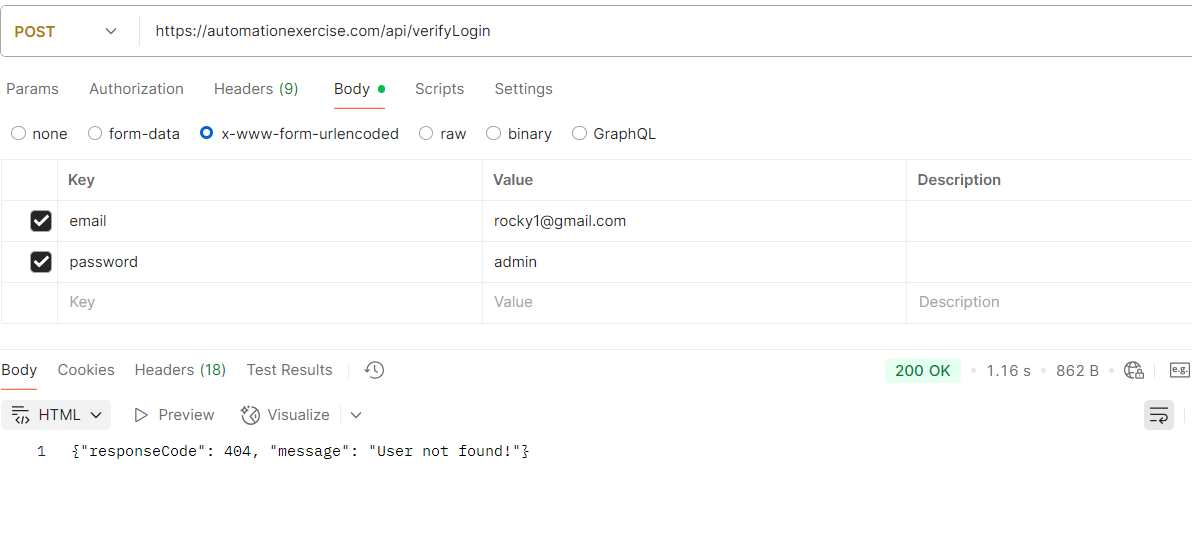 POST https://automationexercise.com/api/verifyLogin
Params Authorization Headers (9) Body Scripts Settings
none form-data x-www-form-urlencoded raw binary GraphQL
Key Value Description
email rocky1@gmail.com
password admin
Key Value Description
Body Cookies Headers (18) Test Results 200 OK 1.16 s 862 B e.g.
HTML Preview Visualize
1 {"responseCode": 404, "message": "User not found!"}